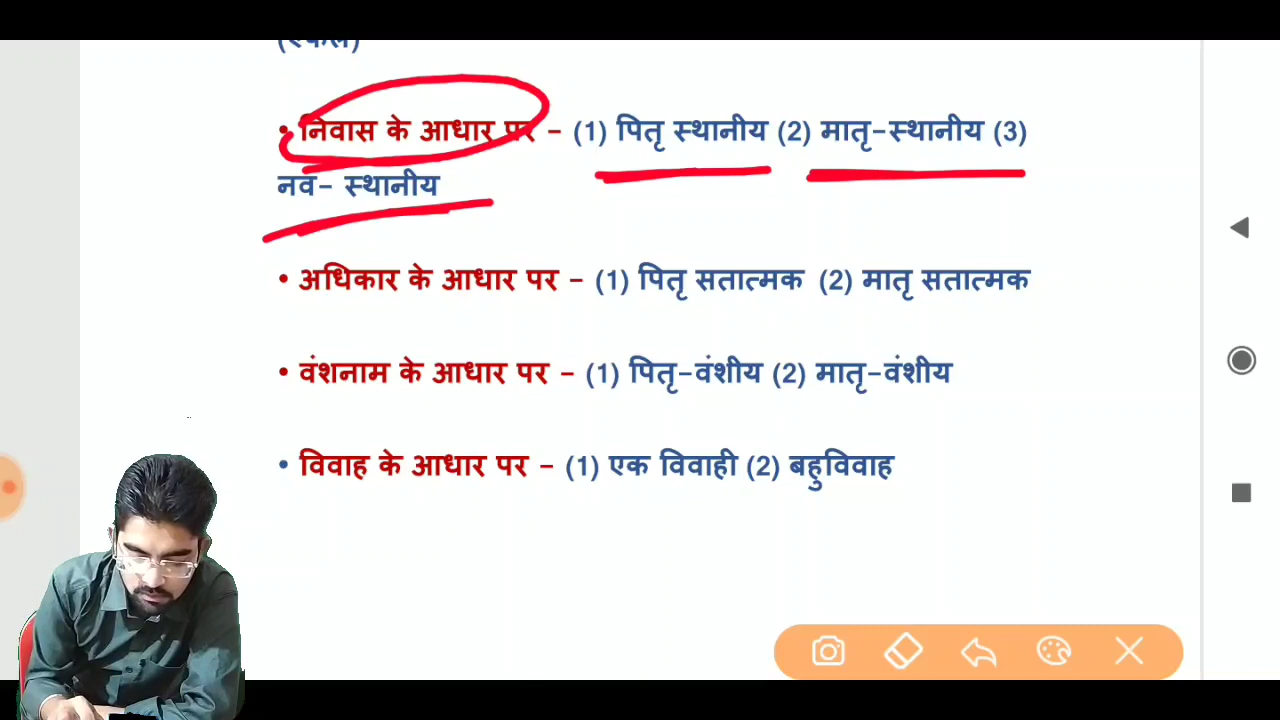 • निवास के आधार पर – (1) पितृ स्थानीय (2) मातृ-स्थानीय (3)
नव- स्थानीय
• अधिकार के आधार पर – (1) पितृ सतात्मक (2) मातृ सतात्मक
• वंशनाम के आधार पर – (1) पितृ-वंशीय (2) मातृ-वंशीय
• विवाह के आधार पर – (1) एक विवाही (2) बहुविवाह